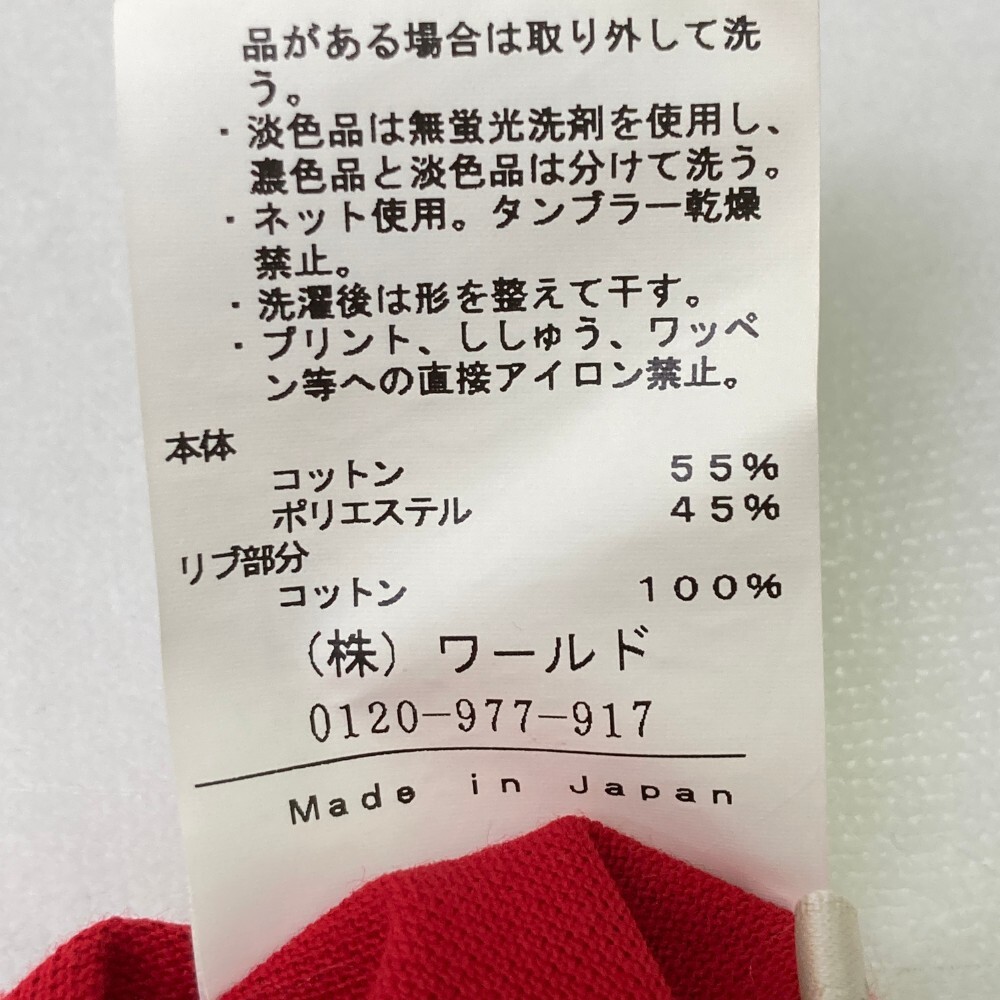 品がある場合は取り外して洗
う。
・淡色品は無蛍光洗剤を使用し、
濃色品と淡色品は分けて洗う。
・ネット使用。タンブラー乾燥
禁止。
・洗濯後は形を整えて干す。
・プリント、ししゅう、ワッペ
ン等への直接アイロン禁止。
本体
コットン 55%
ポリエステル 45%
リブ部分
コットン 100%
(株) ワールド
0120-977-917
Made in Japan